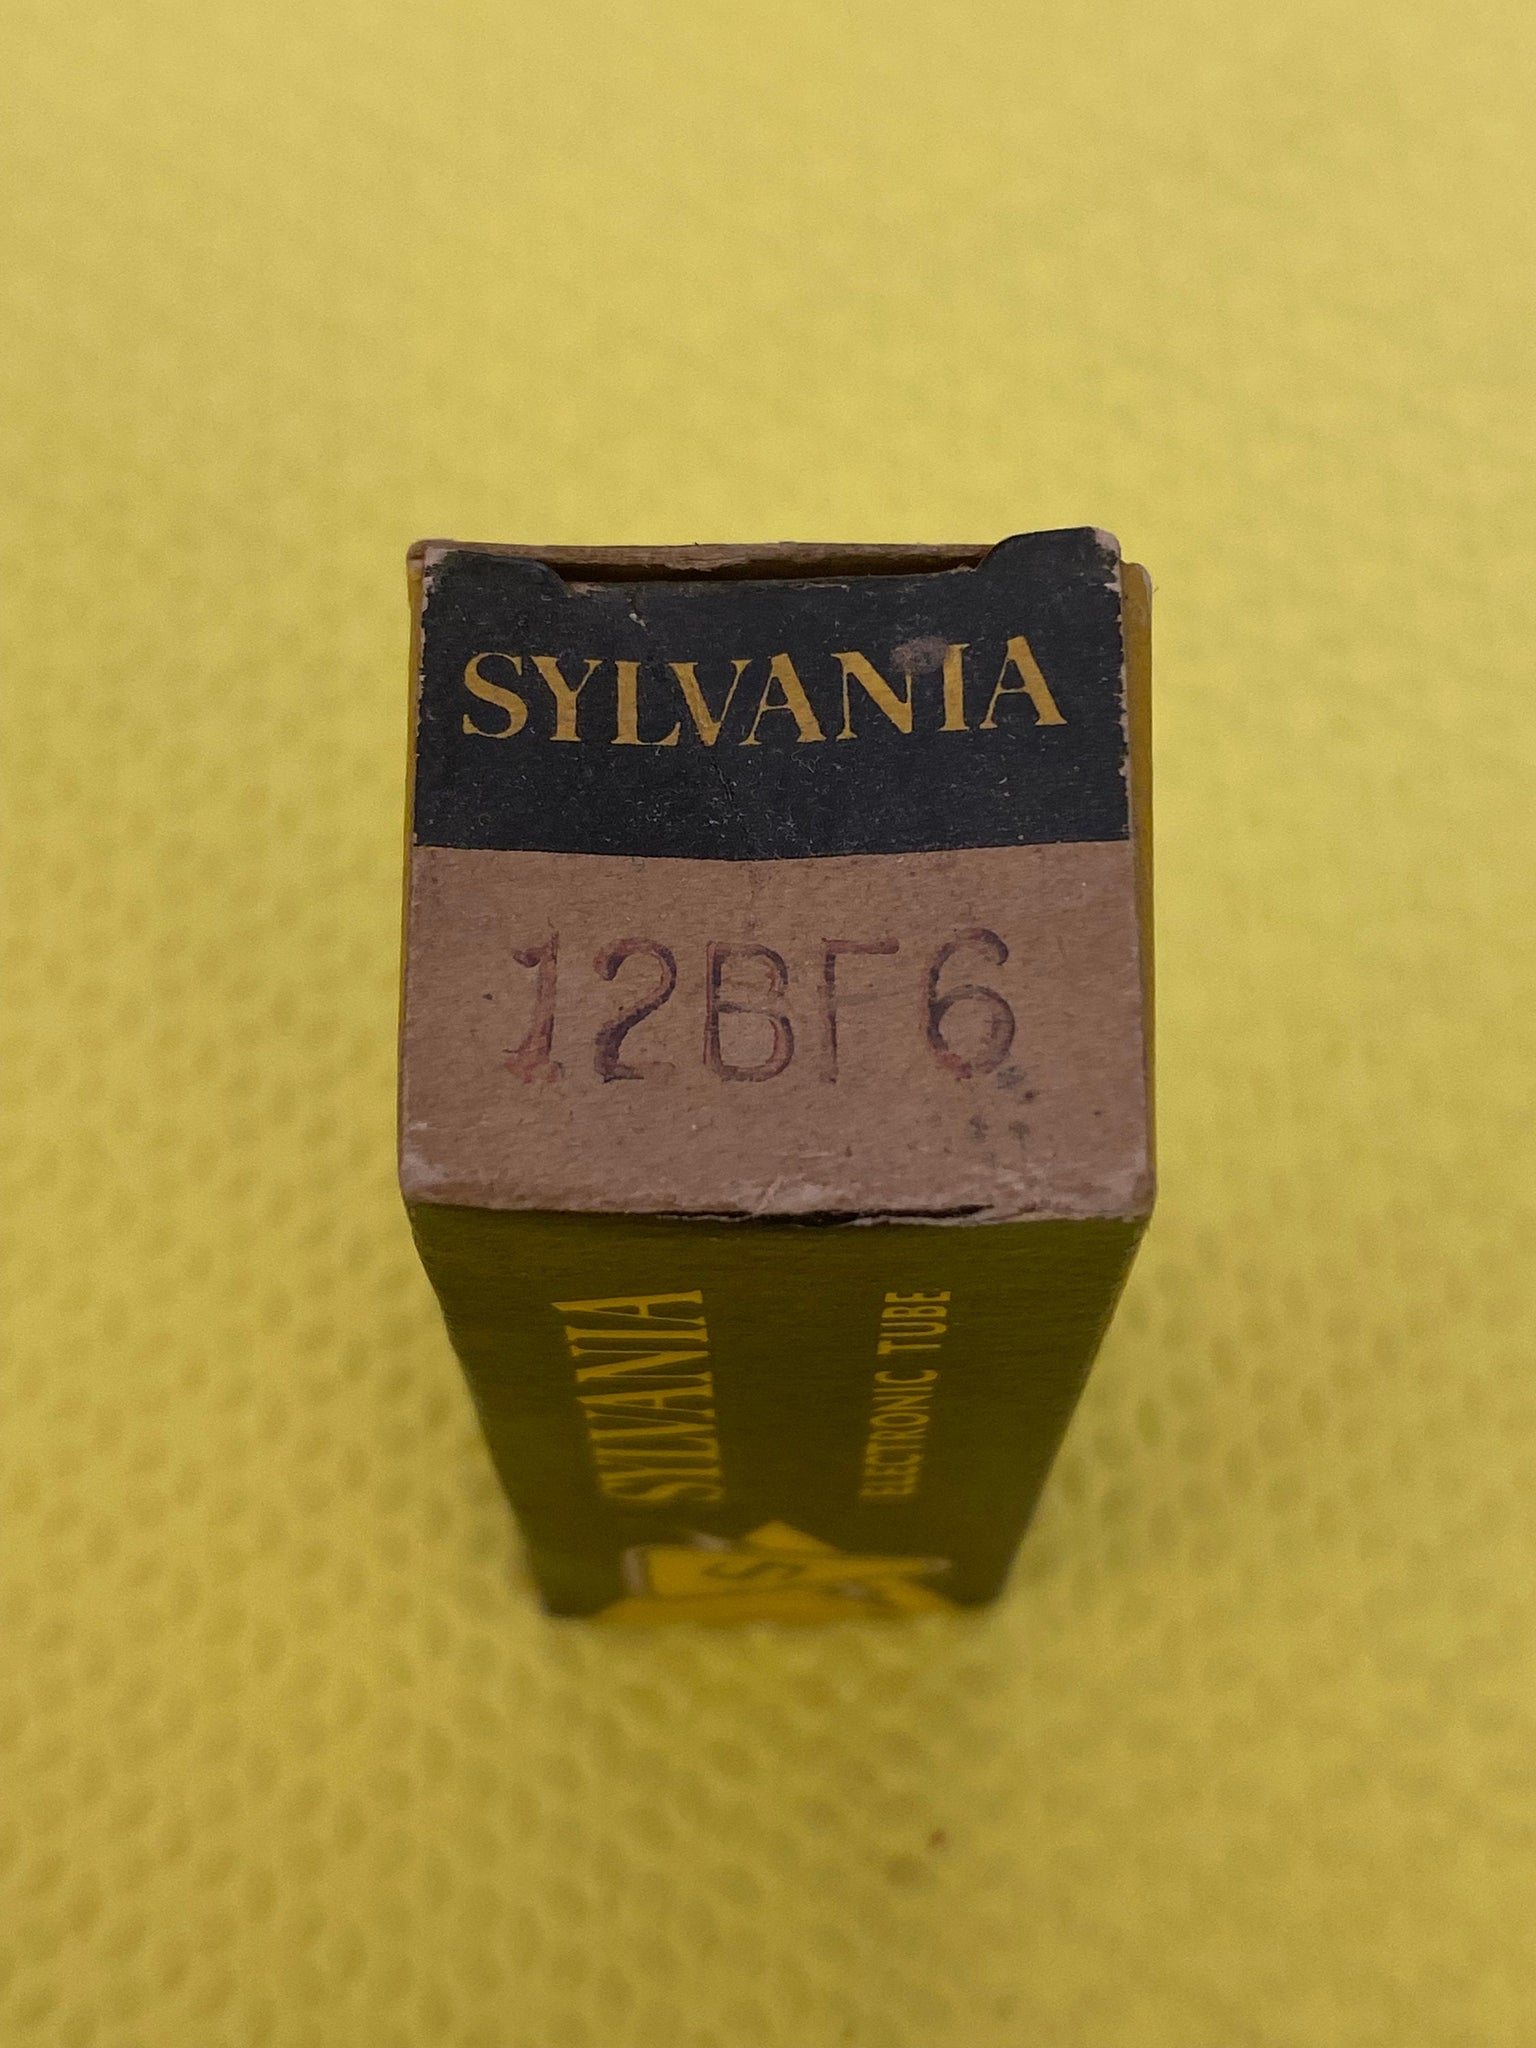 SYLVANIA
12BF6
SYLVANIA
ELECTRONIC TUBE
S